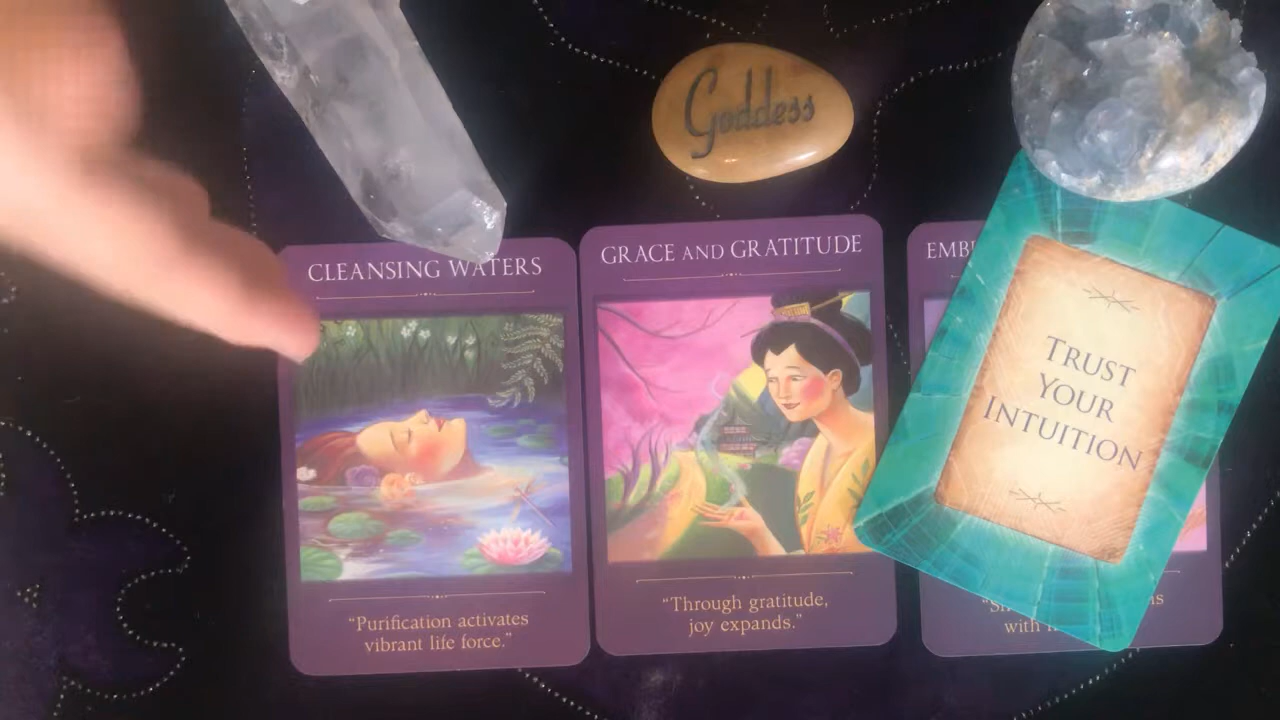 Goddess
CLEANSING WATERS
"Purification activates
vibrant life force."
GRACE AND GRATITUDE
"Through gratitude,
joy expands."
TRUST
YOUR
INTUITION
with